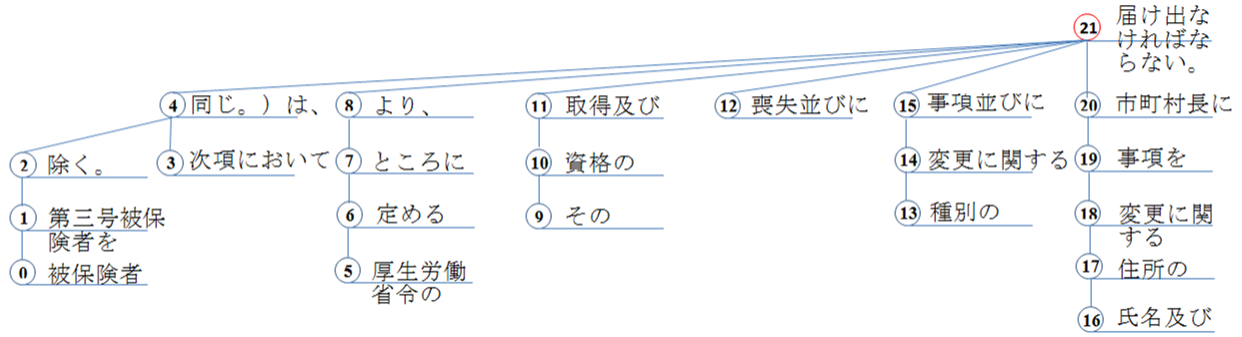 21 届け出な
ければな
らない。
4 同じ。）は、
8 より、
11 取得及び
12 喪失並びに
15 事項並びに
20 市町村長に
2 除く。
3 次項において
7 ところに
10 資格の
14 変更に関する
19 事項を
1 第三号被保
険者を
6 定める
9 その
13 種別の
18 変更に関
する
0 被保険者
5 厚生労働
省令の
17 住所の
16 氏名及び